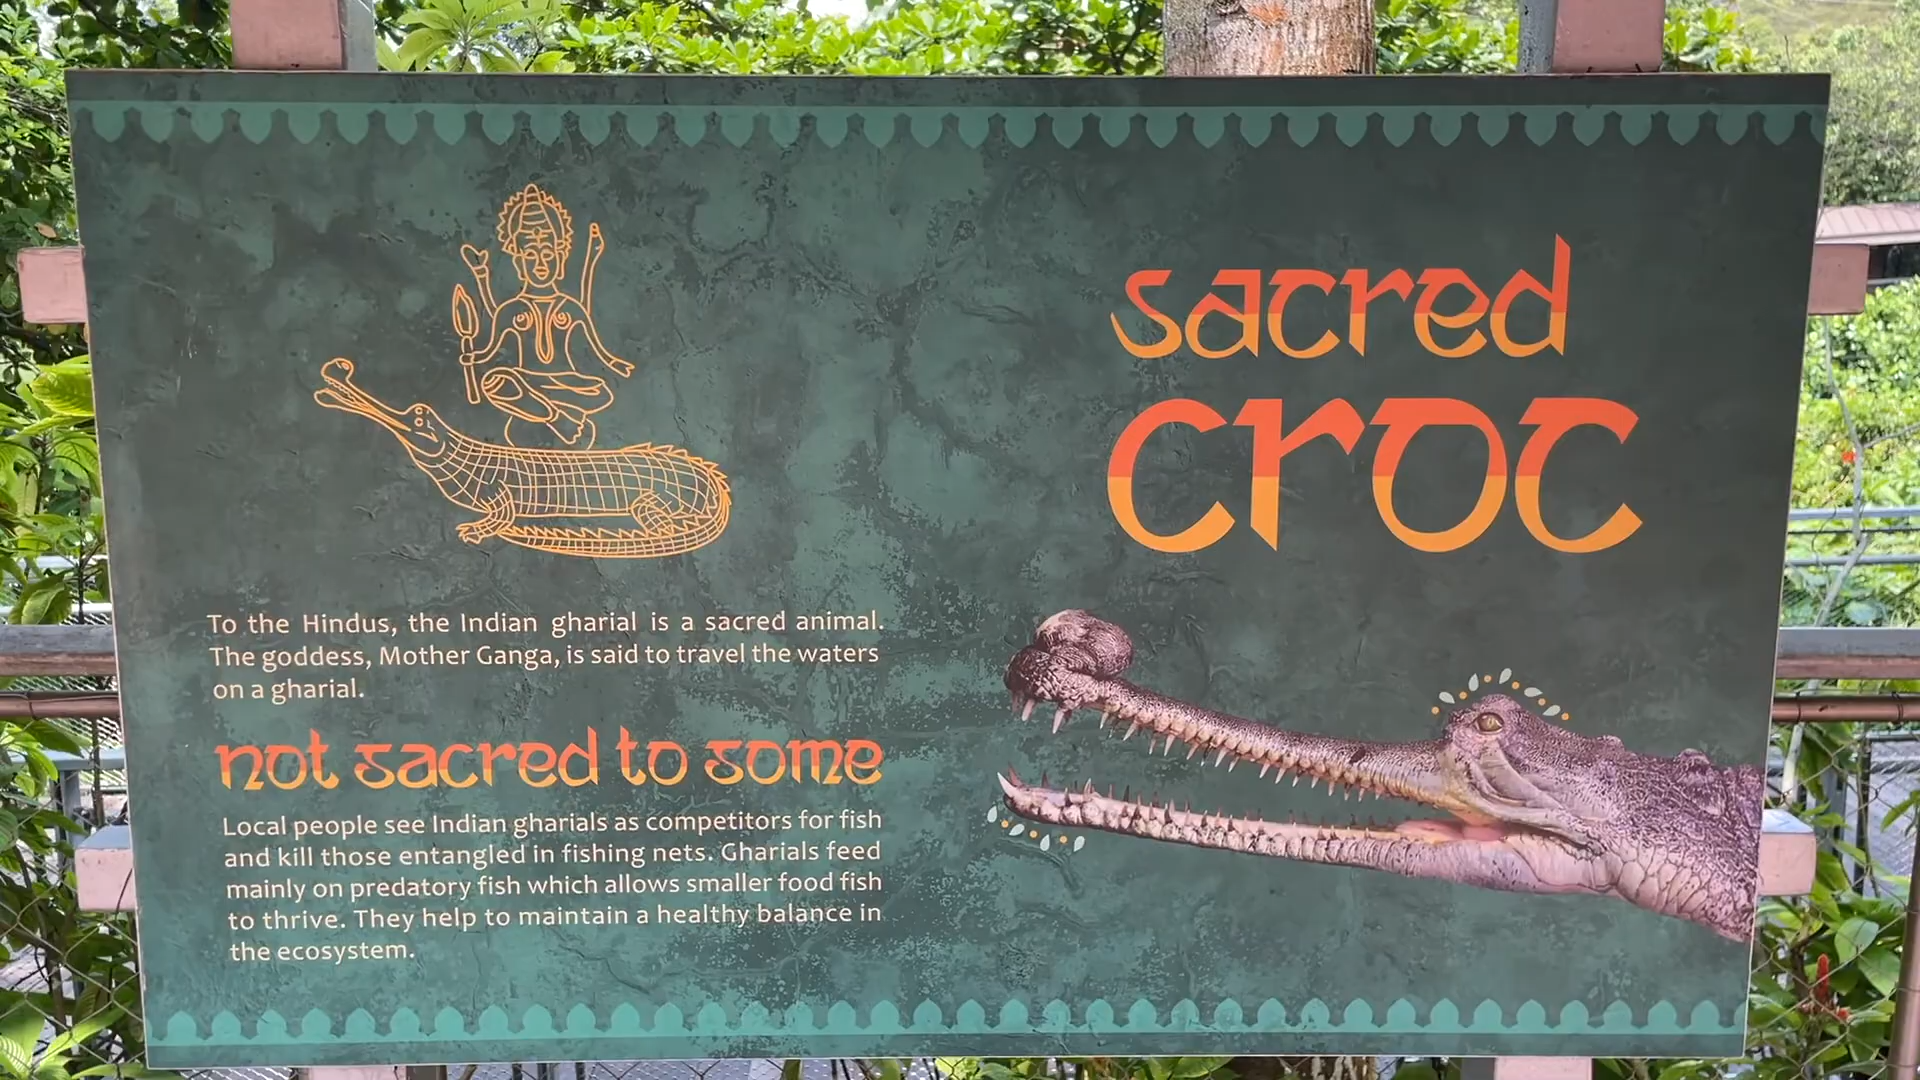 sacred
croc
To the Hindus, the Indian gharial is a sacred animal.
The goddess, Mother Ganga, is said to travel the waters
on a gharial.
not sacred to some
Local people see Indian gharials as competitors for fish
and kill those entangled in fishing nets. Gharials feed
mainly on predatory fish which allows smaller food fish
to thrive. They help to maintain a healthy balance in
the ecosystem.